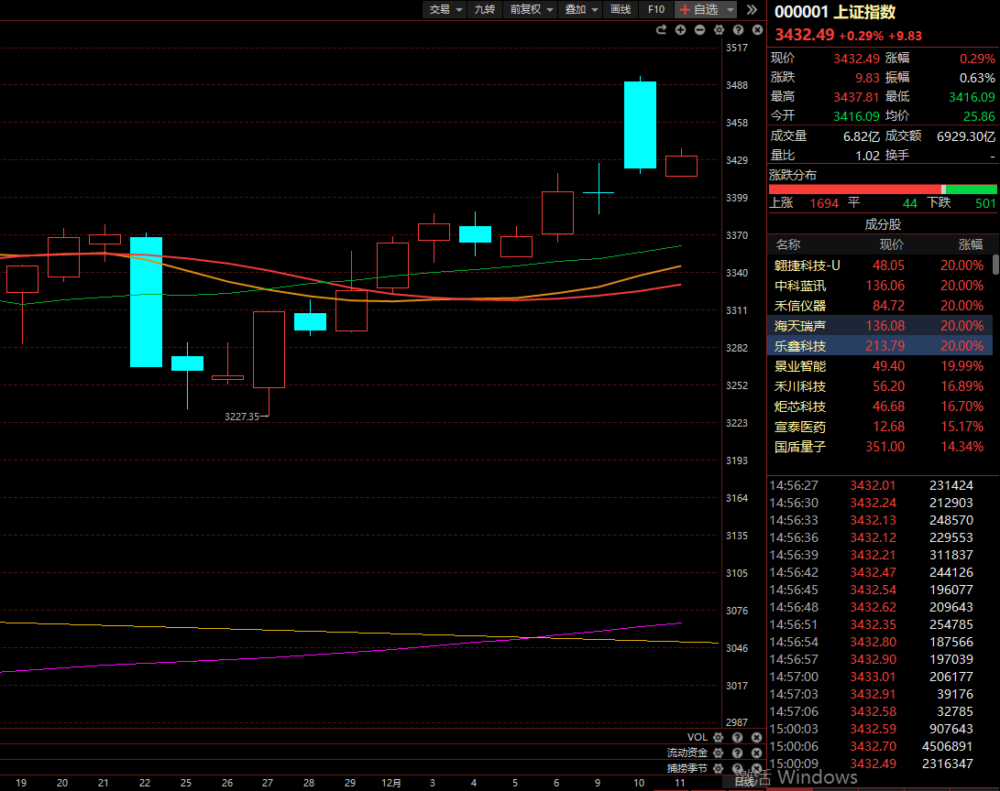 交易 九转 前复权 叠加 画线 F10 自选
3517
3488
3458
3429
3399
3370
3340
3311
3282
3252
3223
3193
3164
3135
3105
3076
3046
3017
2987
3227.35
VOL
流动资金
捕捞季节
19 20 21 22 25 26 27 28 29 12月 3 4 5 6 9 10 11 日线
000001 上证指数
3432.49 +0.29% +9.83
现价 3432.49 涨幅 0.29%
涨跌 9.83 振幅 0.63%
最高 3437.81 最低 3416.09
今开 3416.09 均价 25.86
成交量 6.82亿 成交额 6929.30亿
量比 1.02 换手 -
涨跌分布
上涨 1694 平 44 下跌 501
成分股
名称 现价 涨幅
翱捷科技-U 48.05 20.00%
中科蓝讯 136.06 20.00%
禾信仪器 84.72 20.00%
海天瑞声 136.08 20.00%
乐鑫科技 213.79 20.00%
景业智能 49.40 19.99%
禾川科技 56.20 16.89%
炬芯科技 46.68 16.70%
宣泰医药 12.68 15.17%
国盾量子 351.00 14.34%
14:56:27 3432.01 231424
14:56:30 3432.24 212903
14:56:33 3432.13 248570
14:56:36 3432.12 229553
14:56:39 3432.21 311837
14:56:42 3432.47 244126
14:56:45 3432.54 196077
14:56:48 3432.62 209643
14:56:51 3432.35 254785
14:56:54 3432.80 187566
14:56:57 3432.90 197039
14:57:00 3433.01 206177
14:57:03 3432.91 39176
14:57:06 3432.58 32785
15:00:03 3432.59 907643
15:00:06 3432.70 4506891
15:00:09 3432.49 2316347
激活 Windows